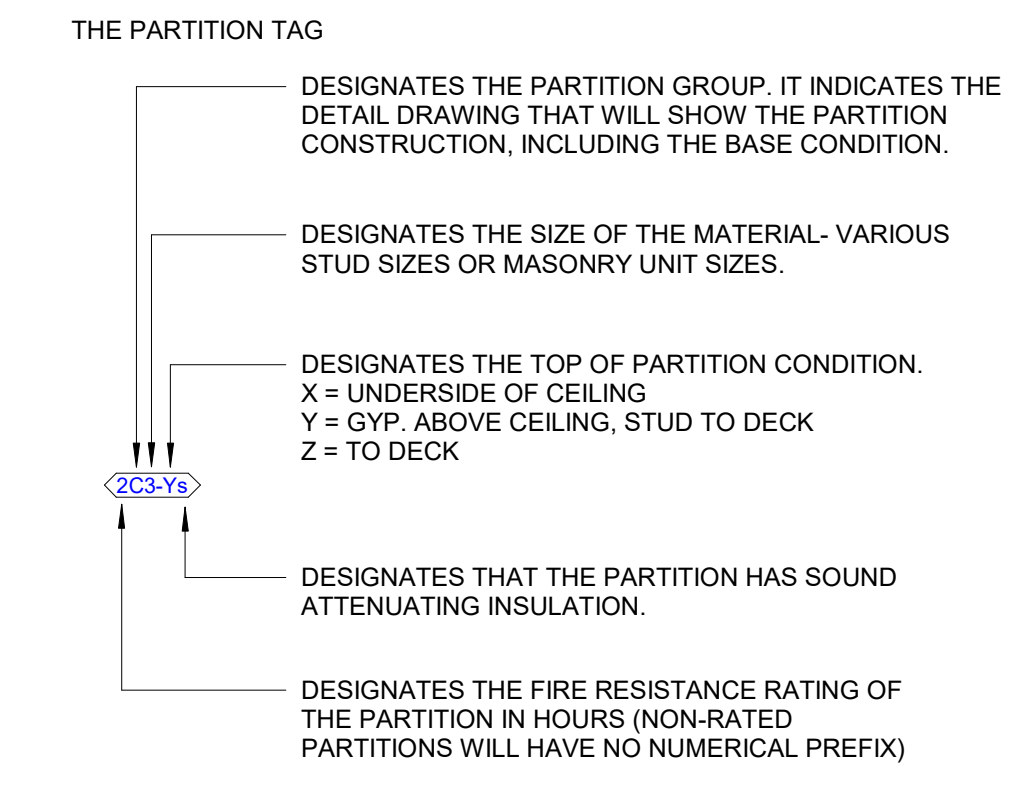 THE PARTITION TAG
DESIGNATES THE PARTITION GROUP. IT INDICATES THE
DETAIL DRAWING THAT WILL SHOW THE PARTITION
CONSTRUCTION, INCLUDING THE BASE CONDITION.
DESIGNATES THE SIZE OF THE MATERIAL- VARIOUS
STUD SIZES OR MASONRY UNIT SIZES.
DESIGNATES THE TOP OF PARTITION CONDITION.
X = UNDERSIDE OF CEILING
Y = GYP. ABOVE CEILING, STUD TO DECK
Z = TO DECK
2C3-Ys
DESIGNATES THAT THE PARTITION HAS SOUND
ATTENUATING INSULATION.
DESIGNATES THE FIRE RESISTANCE RATING OF
THE PARTITION IN HOURS (NON-RATED
PARTITIONS WILL HAVE NO NUMERICAL PREFIX)